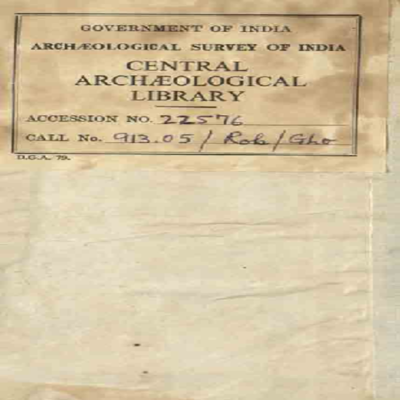 GOVERNMENT OF INDIA
ARCHÆOLOGICAL SURVEY OF INDIA
CENTRAL
ARCHÆOLOGICAL
LIBRARY
ACCESSION NO. 22576
CALL No. 913.05/Rob/Gho
D.G.A. 79.